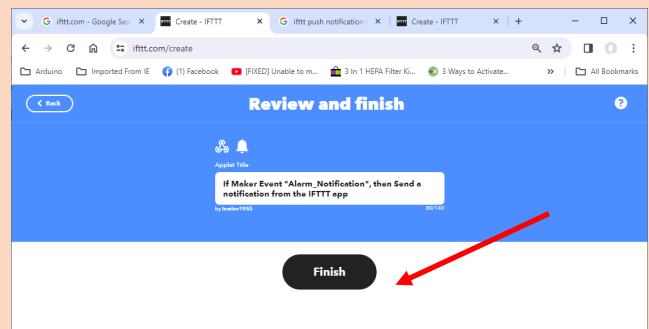 ifttt.com - Google Sea
Create - IFTTT
ifttt push notification
Create - IFTTT
ifttt.com/create
Arduino
Imported From IE
(1) Facebook
[FIXED] Unable to m...
3 In 1 HEPA Filter Ki...
3 Ways to Activate...
»
All Bookmarks
< Back
Review and finish
?
Applet Title
If Maker Event "Alarm_Notification", then Send a
notification from the IFTTT app
by
80/140
Finish